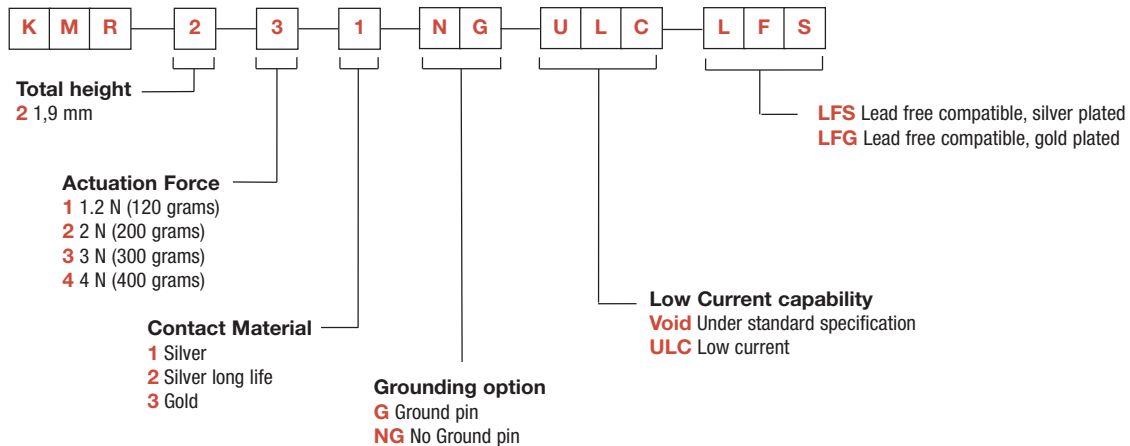 K M R 2 3 1 N G U L C L F S
Total height
2 1,9 mm
LFS Lead free compatible, silver plated
LFG Lead free compatible, gold plated
Actuation Force
1 1.2 N (120 grams)
2 2 N (200 grams)
3 3 N (300 grams)
4 4 N (400 grams)
Low Current capability
Void Under standard specification
ULC Low current
Contact Material
1 Silver
2 Silver long life
3 Gold
Grounding option
G Ground pin
NG No Ground pin